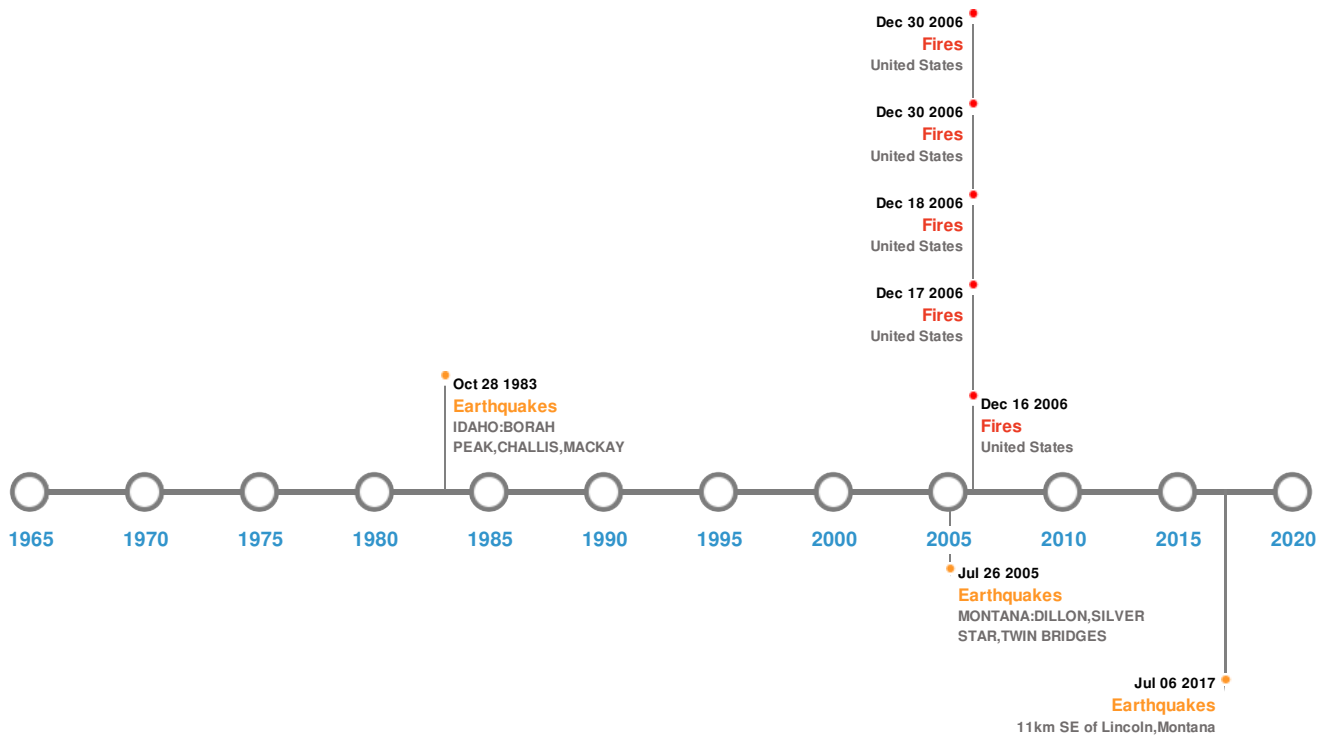 Dec 30 2006
Fires
United States
Dec 30 2006
Fires
United States
Dec 18 2006
Fires
United States
Dec 17 2006
Fires
United States
Oct 28 1983
Earthquakes
IDAHO:BORAH
PEAK,CHALLIS,MACKAY
Dec 16 2006
Fires
United States
1965 1970 1975 1980 1985 1990 1995 2000 2005 2010 2015 2020
Jul 26 2005
Earthquakes
MONTANA:DILLON,SILVER
STAR,TWIN BRIDGES
Jul 06 2017
Earthquakes
11km SE of Lincoln,Montana